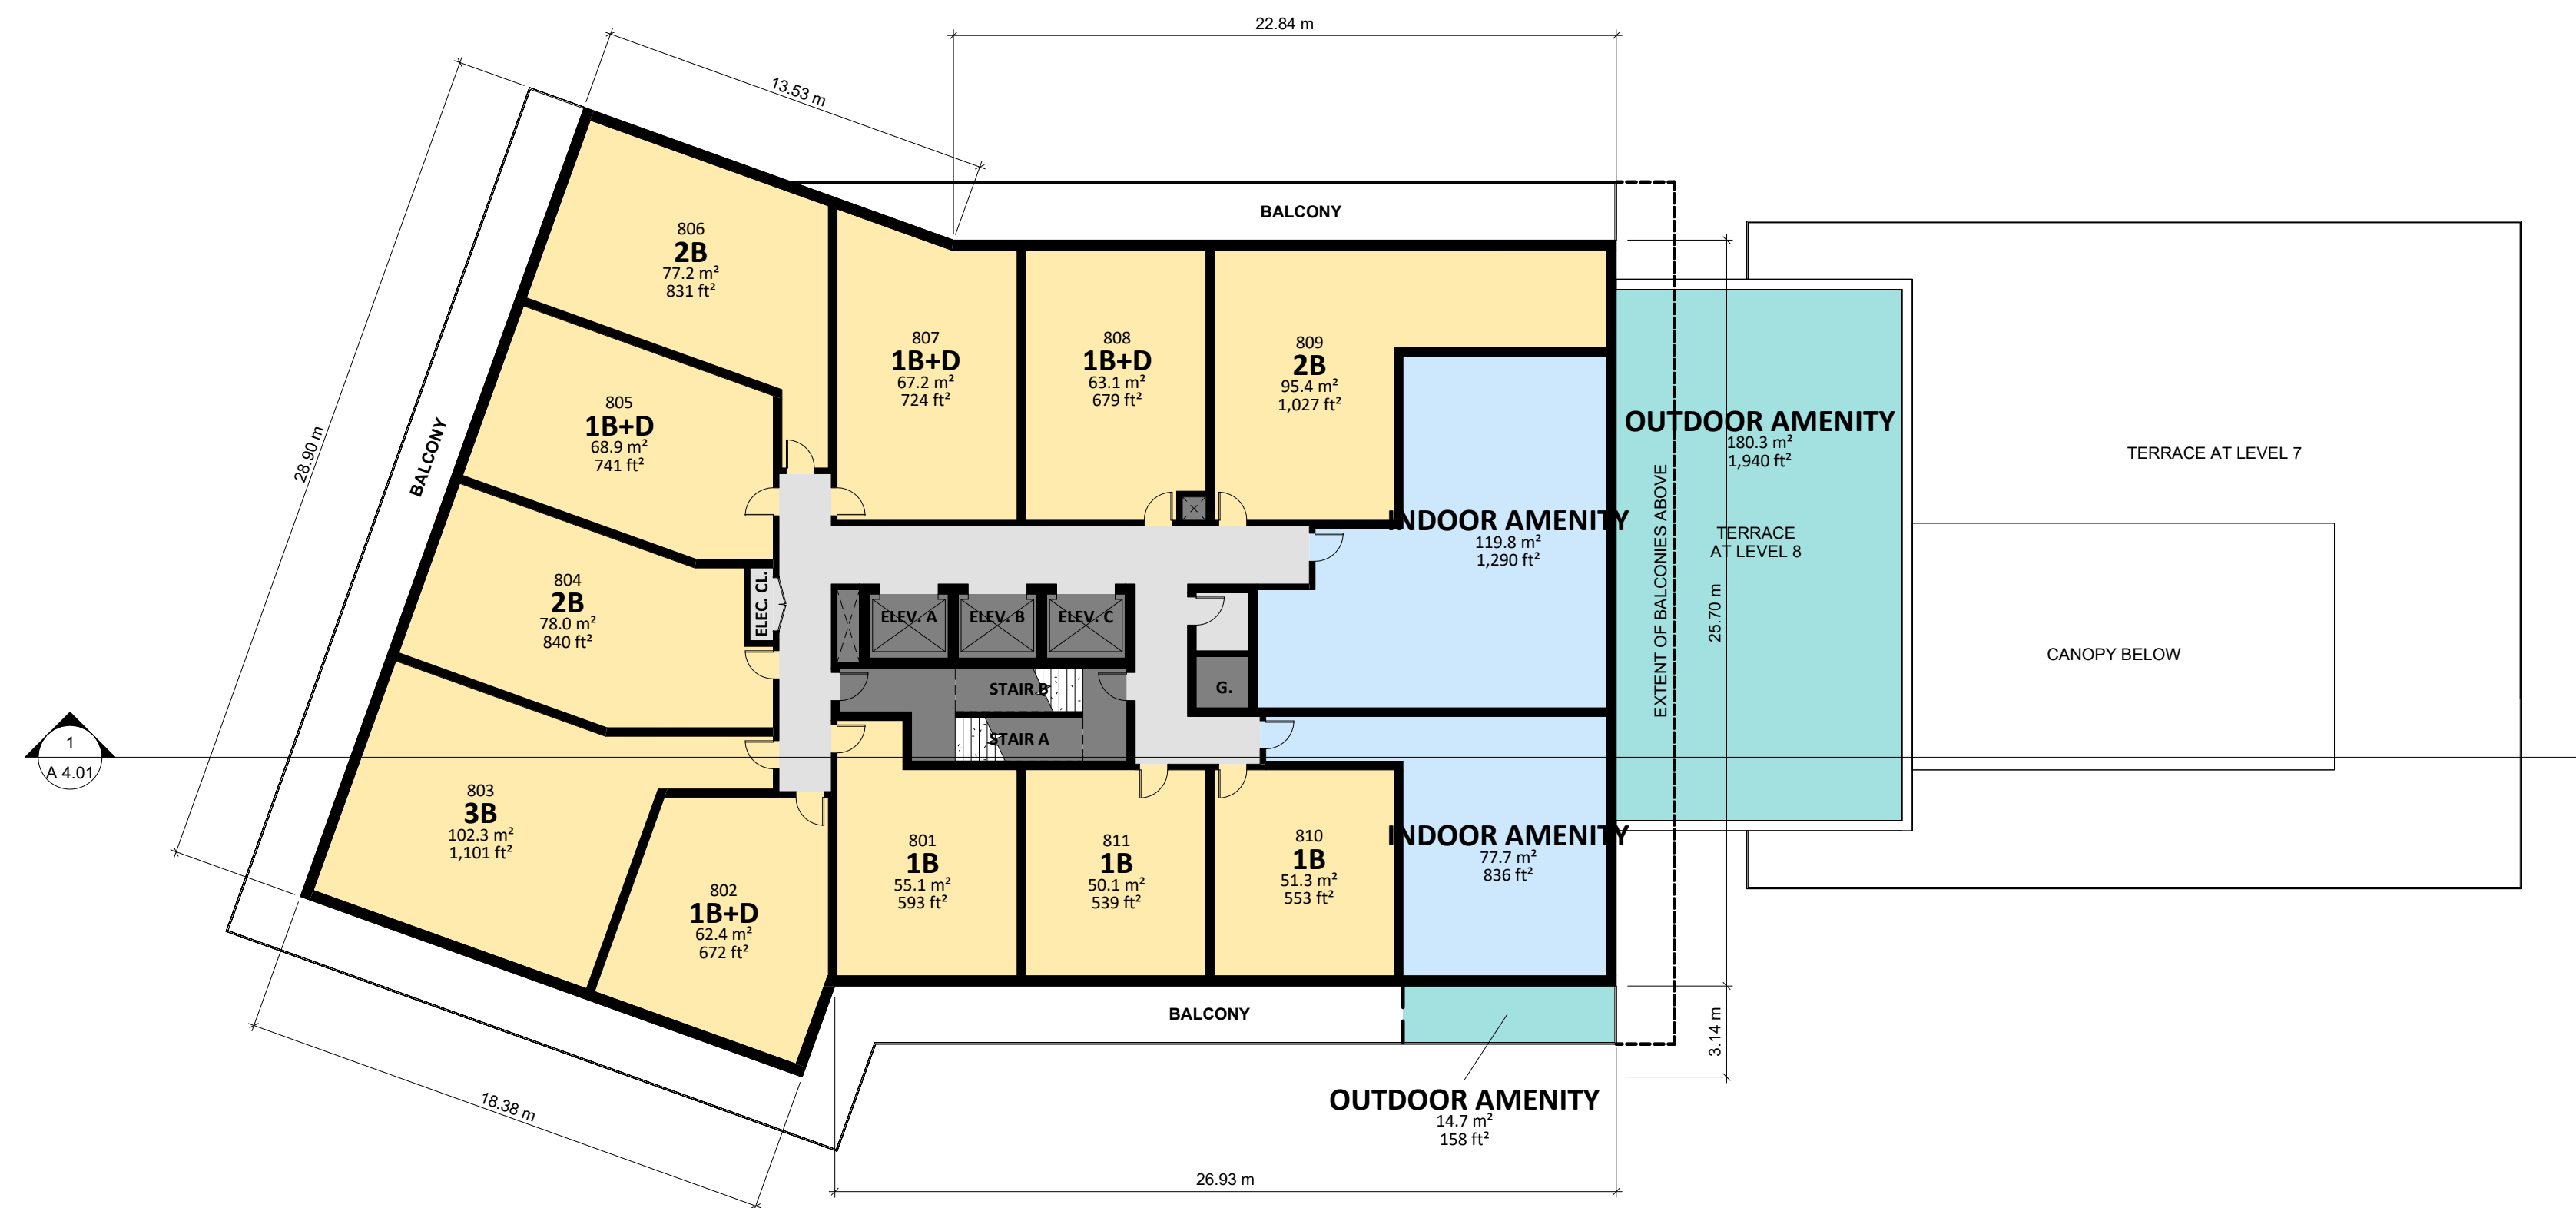 22.84 m
13.53 m
BALCONY
806
2B
77.2 m²
831 ft²
807
1B+D
67.2 m²
724 ft²
808
1B+D
63.1 m²
679 ft²
809
2B
95.4 m²
1,027 ft²
805
1B+D
68.9 m²
741 ft²
28.90 m
BALCONY
OUTDOOR AMENITY
180.3 m²
1,940 ft²
TERRACE
AT LEVEL 8
EXTENT OF BALCONIES ABOVE
25.70 m
TERRACE AT LEVEL 7
CANOPY BELOW
INDOOR AMENITY
119.8 m²
1,290 ft²
804
2B
78.0 m²
840 ft²
ELEC. CL.
ELEV. A
ELEV. B
ELEV. C
STAIR B
STAIR A
G.
1
A 4.01
803
3B
102.3 m²
1,101 ft²
802
1B+D
62.4 m²
672 ft²
801
1B
55.1 m²
593 ft²
811
1B
50.1 m²
539 ft²
810
1B
51.3 m²
553 ft²
INDOOR AMENITY
77.7 m²
836 ft²
BALCONY
3.14 m
OUTDOOR AMENITY
14.7 m²
158 ft²
18.38 m
26.93 m